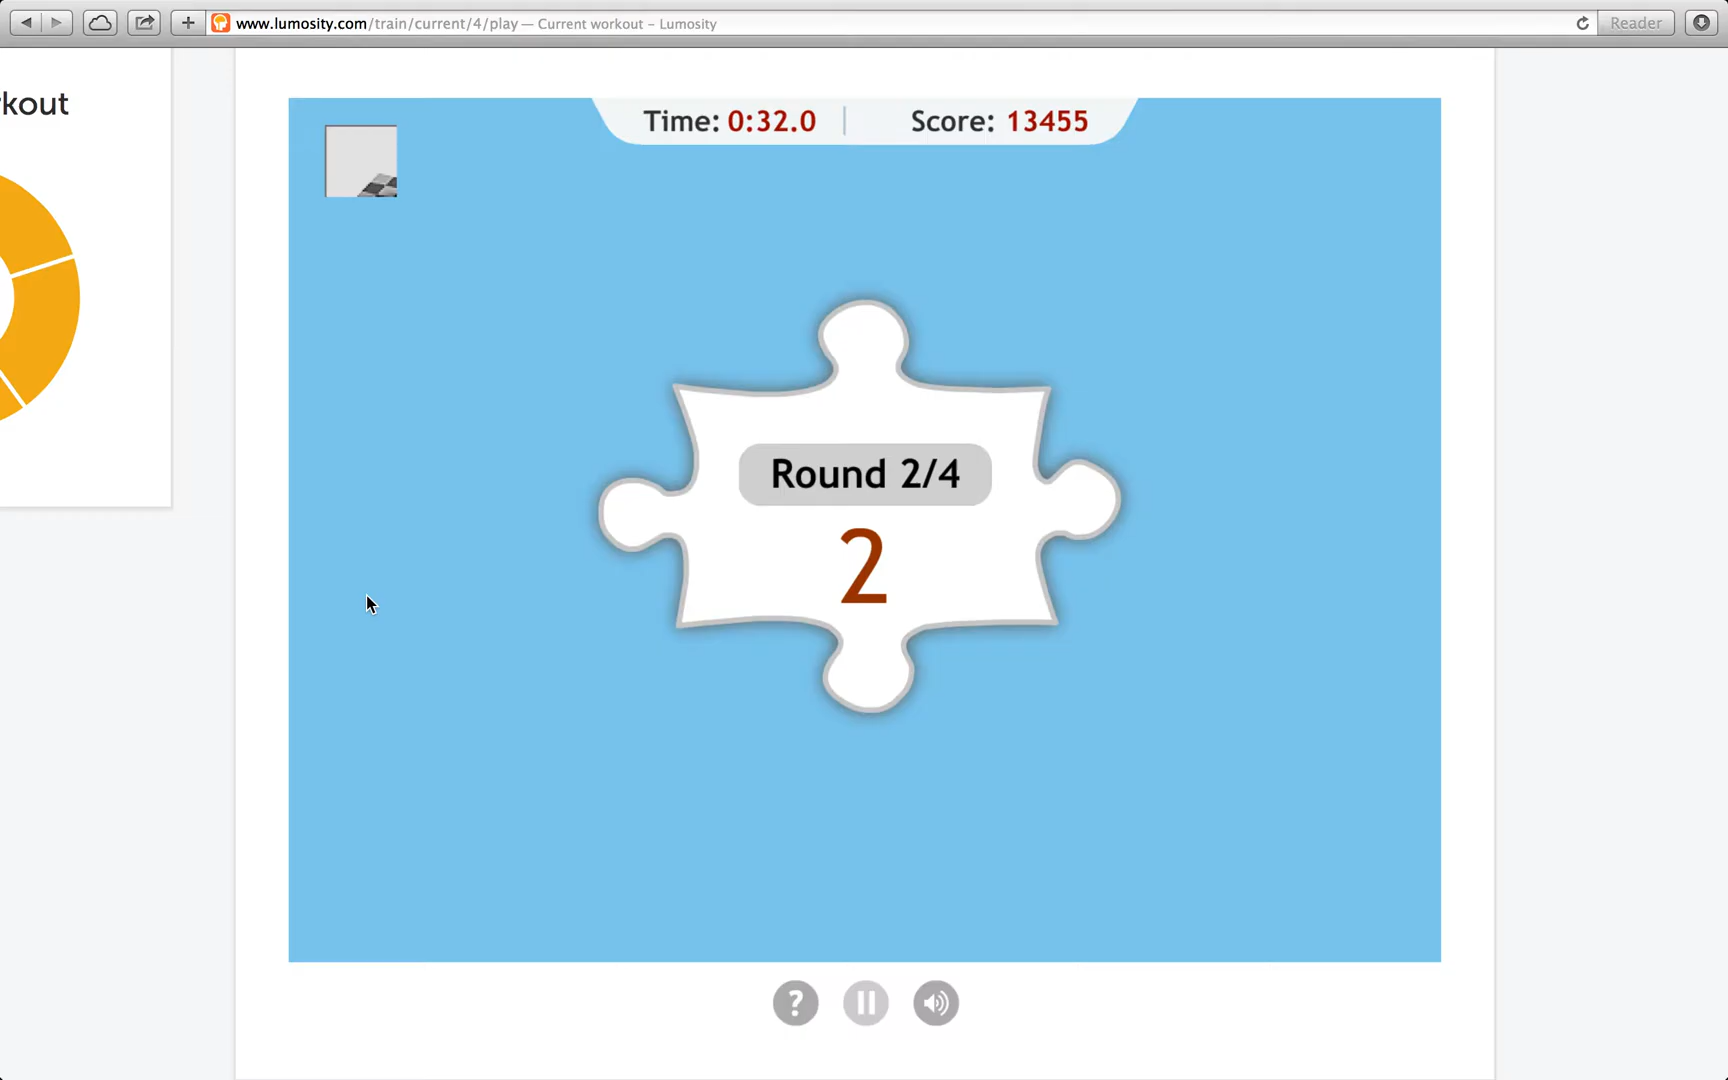 www.lumosity.com/train/current/4/play — Current workout – Lumosity
Reader
rkout
Time: 0:32.0
Score: 13455
Round 2/4
2
?